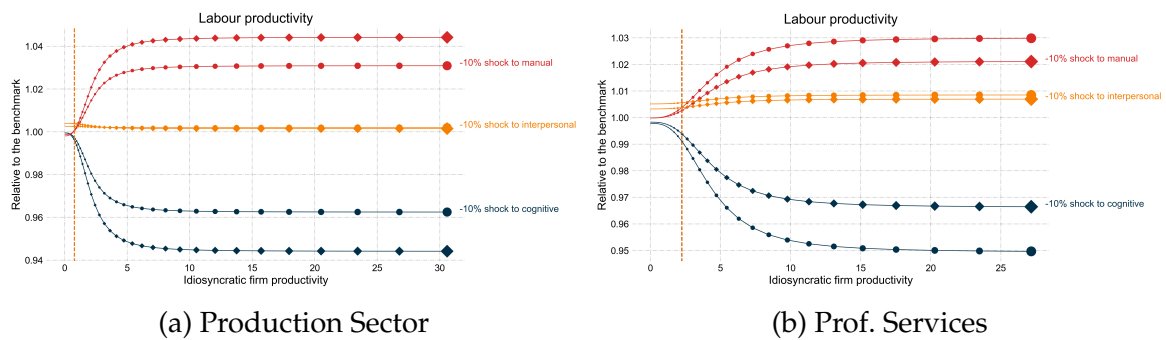 Labour productivity
Relative to the benchmark
1.04
1.02
1.00
0.98
0.96
0.94
-10% shock to manual
-10% shock to interpersonal
-10% shock to cognitive
0 5 10 15 20 25 30
Idiosyncratic firm productivity
(a) Production Sector
Labour productivity
Relative to the benchmark
1.03
1.02
1.01
1.00
0.99
0.98
0.97
0.96
0.95
-10% shock to manual
-10% shock to interpersonal
-10% shock to cognitive
0 5 10 15 20 25
Idiosyncratic firm productivity
(b) Prof. Services